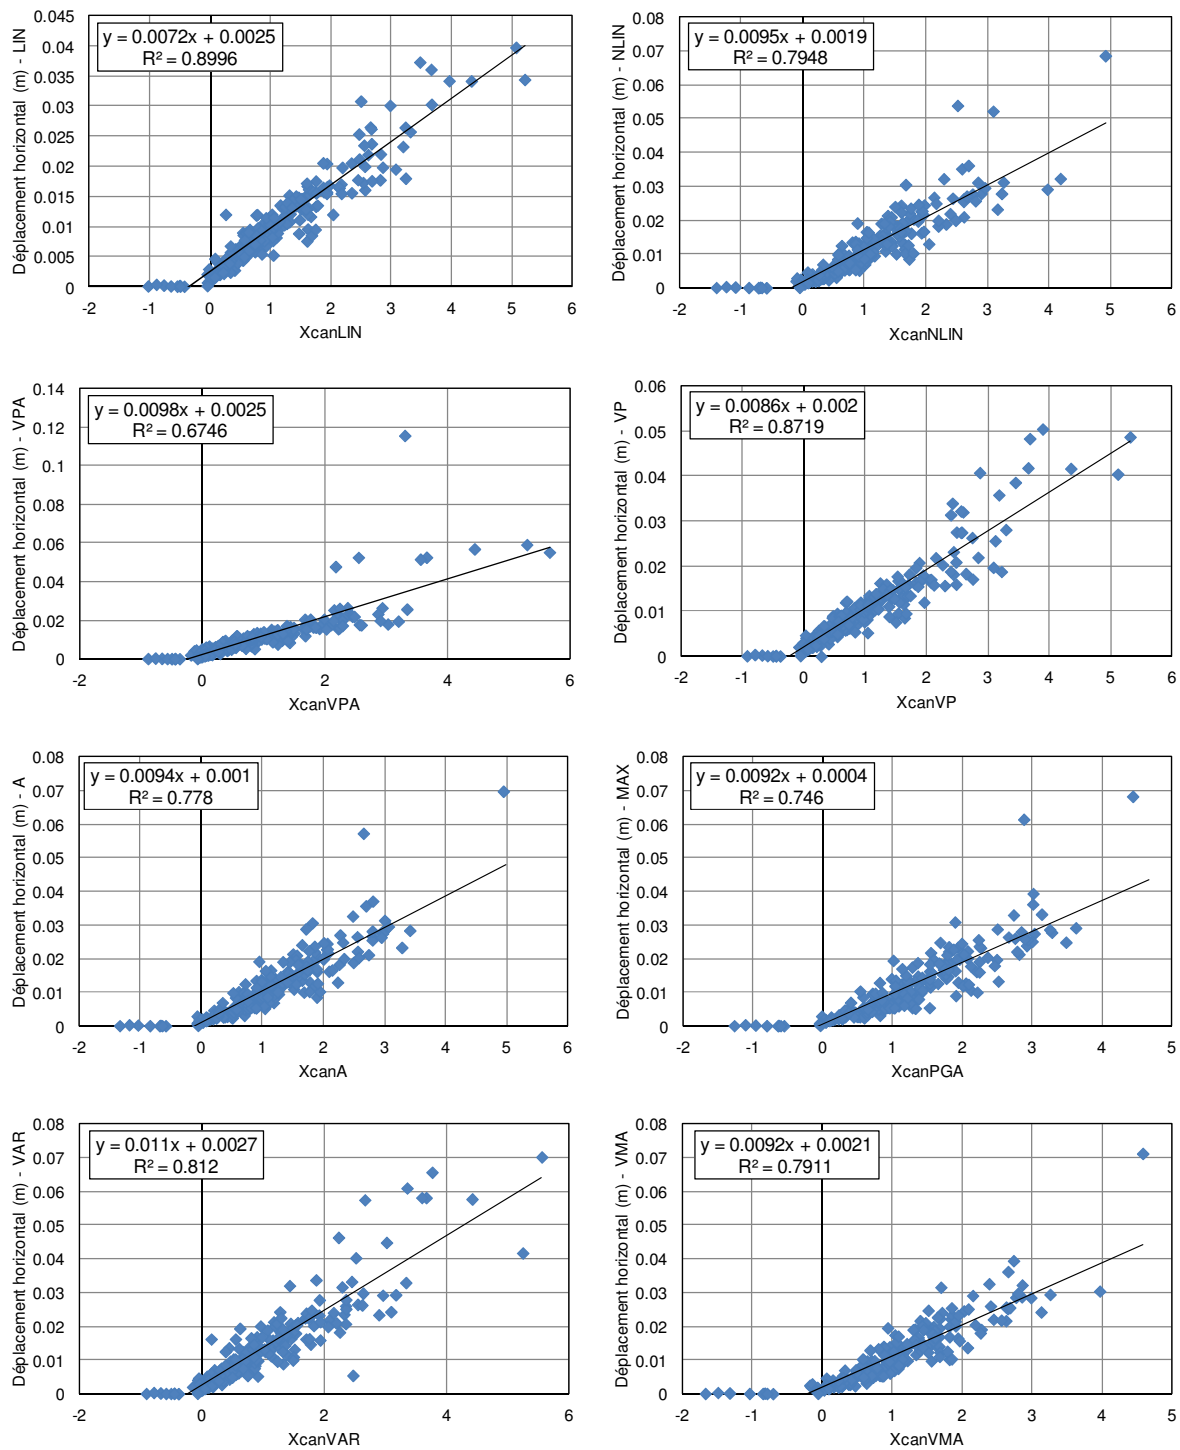 y = 0.0072x + 0.0025
R² = 0.8996
Déplacement horizontal (m) - LIN
0.045
0.04
0.035
0.03
0.025
0.02
0.015
0.01
0.005
0
-2 -1 0 1 2 3 4 5 6
XcanLIN
y = 0.0095x + 0.0019
R² = 0.7948
Déplacement horizontal (m) - NLIN
0.08
0.07
0.06
0.05
0.04
0.03
0.02
0.01
0
-2 -1 0 1 2 3 4 5 6
XcanNLIN
y = 0.0098x + 0.0025
R² = 0.6746
Déplacement horizontal (m) - VPA
0.14
0.12
0.1
0.08
0.06
0.04
0.02
0
-2 0 2 4 6
XcanVPA
y = 0.0086x + 0.002
R² = 0.8719
Déplacement horizontal (m) - VP
0.06
0.05
0.04
0.03
0.02
0.01
0
-2 -1 0 1 2 3 4 5 6
XcanVP
y = 0.0094x + 0.001
R² = 0.778
Déplacement horizontal (m) - A
0.08
0.07
0.06
0.05
0.04
0.03
0.02
0.01
0
-2 -1 0 1 2 3 4 5 6
XcanA
y = 0.0092x + 0.0004
R² = 0.746
Déplacement horizontal (m) - MAX
0.08
0.07
0.06
0.05
0.04
0.03
0.02
0.01
0
-2 -1 0 1 2 3 4 5
XcanPGA
y = 0.011x + 0.0027
R² = 0.812
Déplacement horizontal (m) - VAR
0.08
0.07
0.06
0.05
0.04
0.03
0.02
0.01
0
-2 0 2 4 6
XcanVAR
y = 0.0092x + 0.0021
R² = 0.7911
Déplacement horizontal (m) - VMA
0.08
0.07
0.06
0.05
0.04
0.03
0.02
0.01
0
-2 -1 0 1 2 3 4 5
XcanVMA